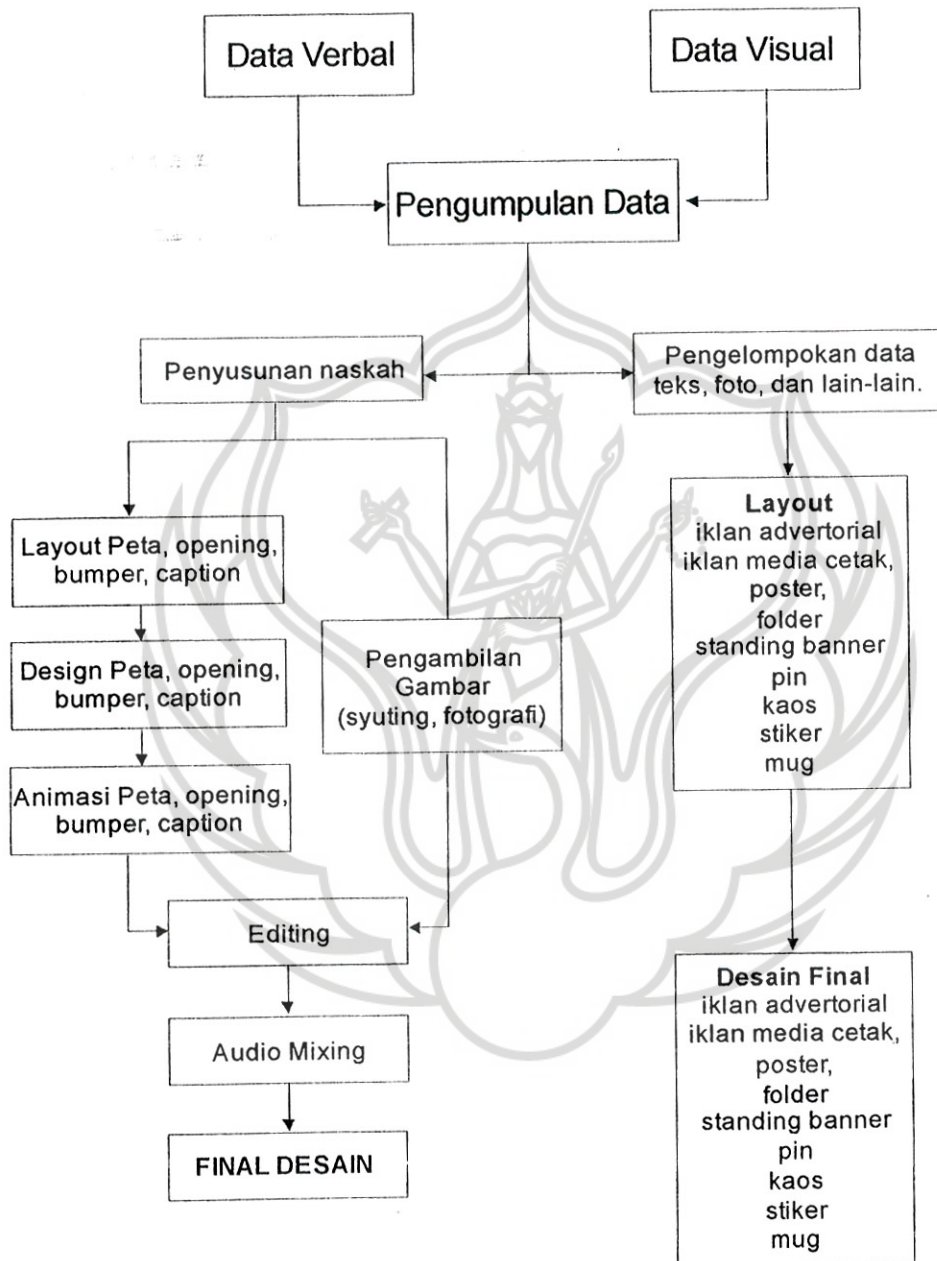 Data Verbal
Data Visual
Pengumpulan Data
Penyusunan naskah
Pengelompokan data
teks, foto, dan lain-lain.
Layout Peta, opening,
bumper, caption
Design Peta, opening,
bumper, caption
Animasi Peta, opening,
bumper, caption
Pengambilan
Gambar
(syuting, fotografi)
Editing
Audio Mixing
FINAL DESAIN
Layout
iklan advertorial
iklan media cetak,
poster,
folder
standing banner
pin
kaos
stiker
mug
Desain Final
iklan advertorial
iklan media cetak,
poster,
folder
standing banner
pin
kaos
stiker
mug